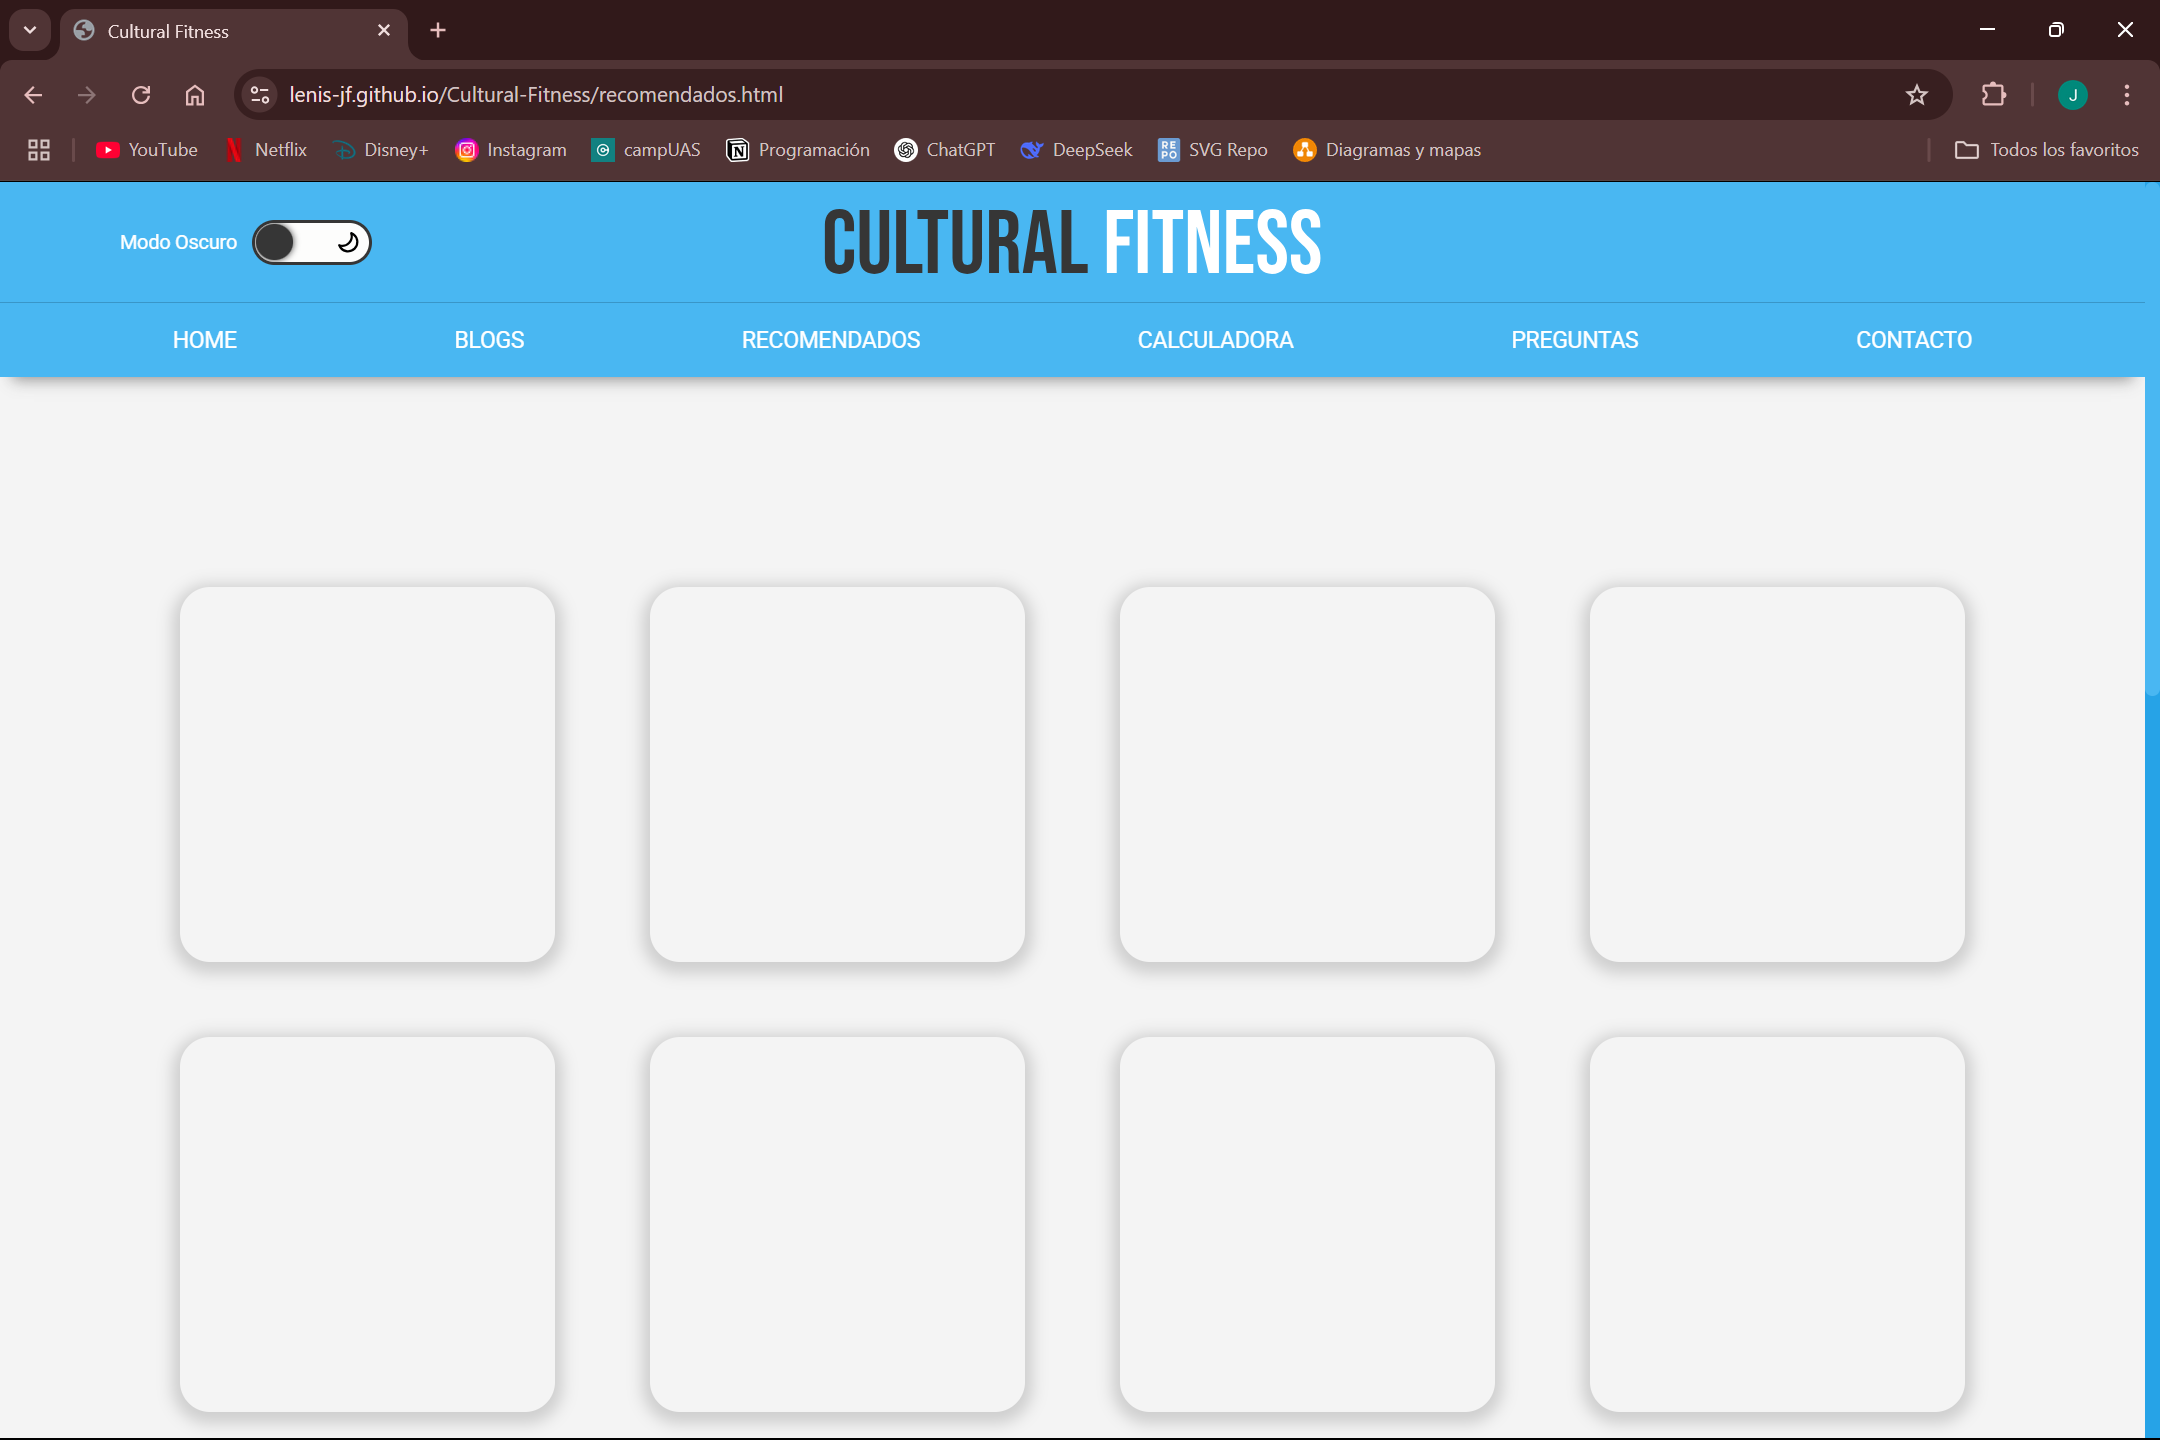 Cultural Fitness
lenis-jf.github.io/Cultural-Fitness/recomendados.html
J
YouTube Netflix Disney+ Instagram campUAS Programación ChatGPT DeepSeek SVG Repo Diagramas y mapas Todos los favoritos
Modo Oscuro
CULTURAL FITNESS
HOME BLOGS RECOMENDADOS CALCULADORA PREGUNTAS CONTACTO